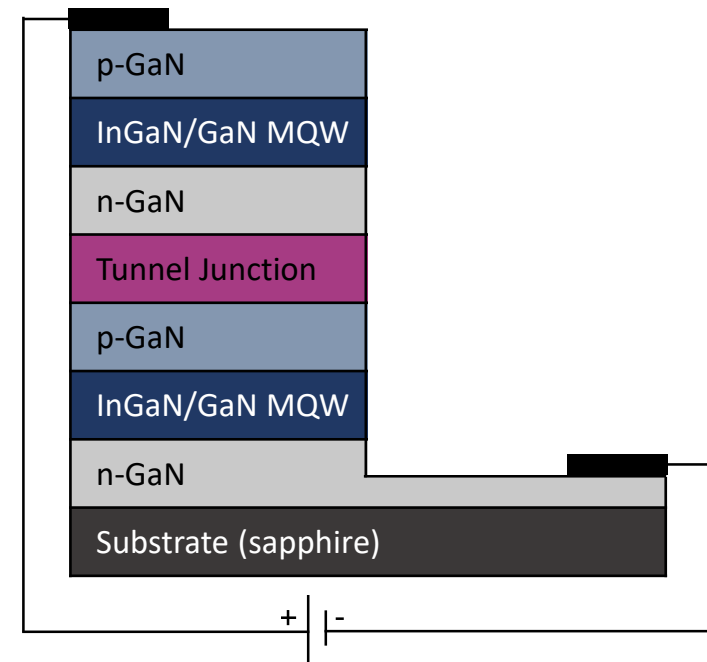 p-GaN
InGaN/GaN MQW
n-GaN
Tunnel Junction
p-GaN
InGaN/GaN MQW
n-GaN
Substrate (sapphire)
+ -